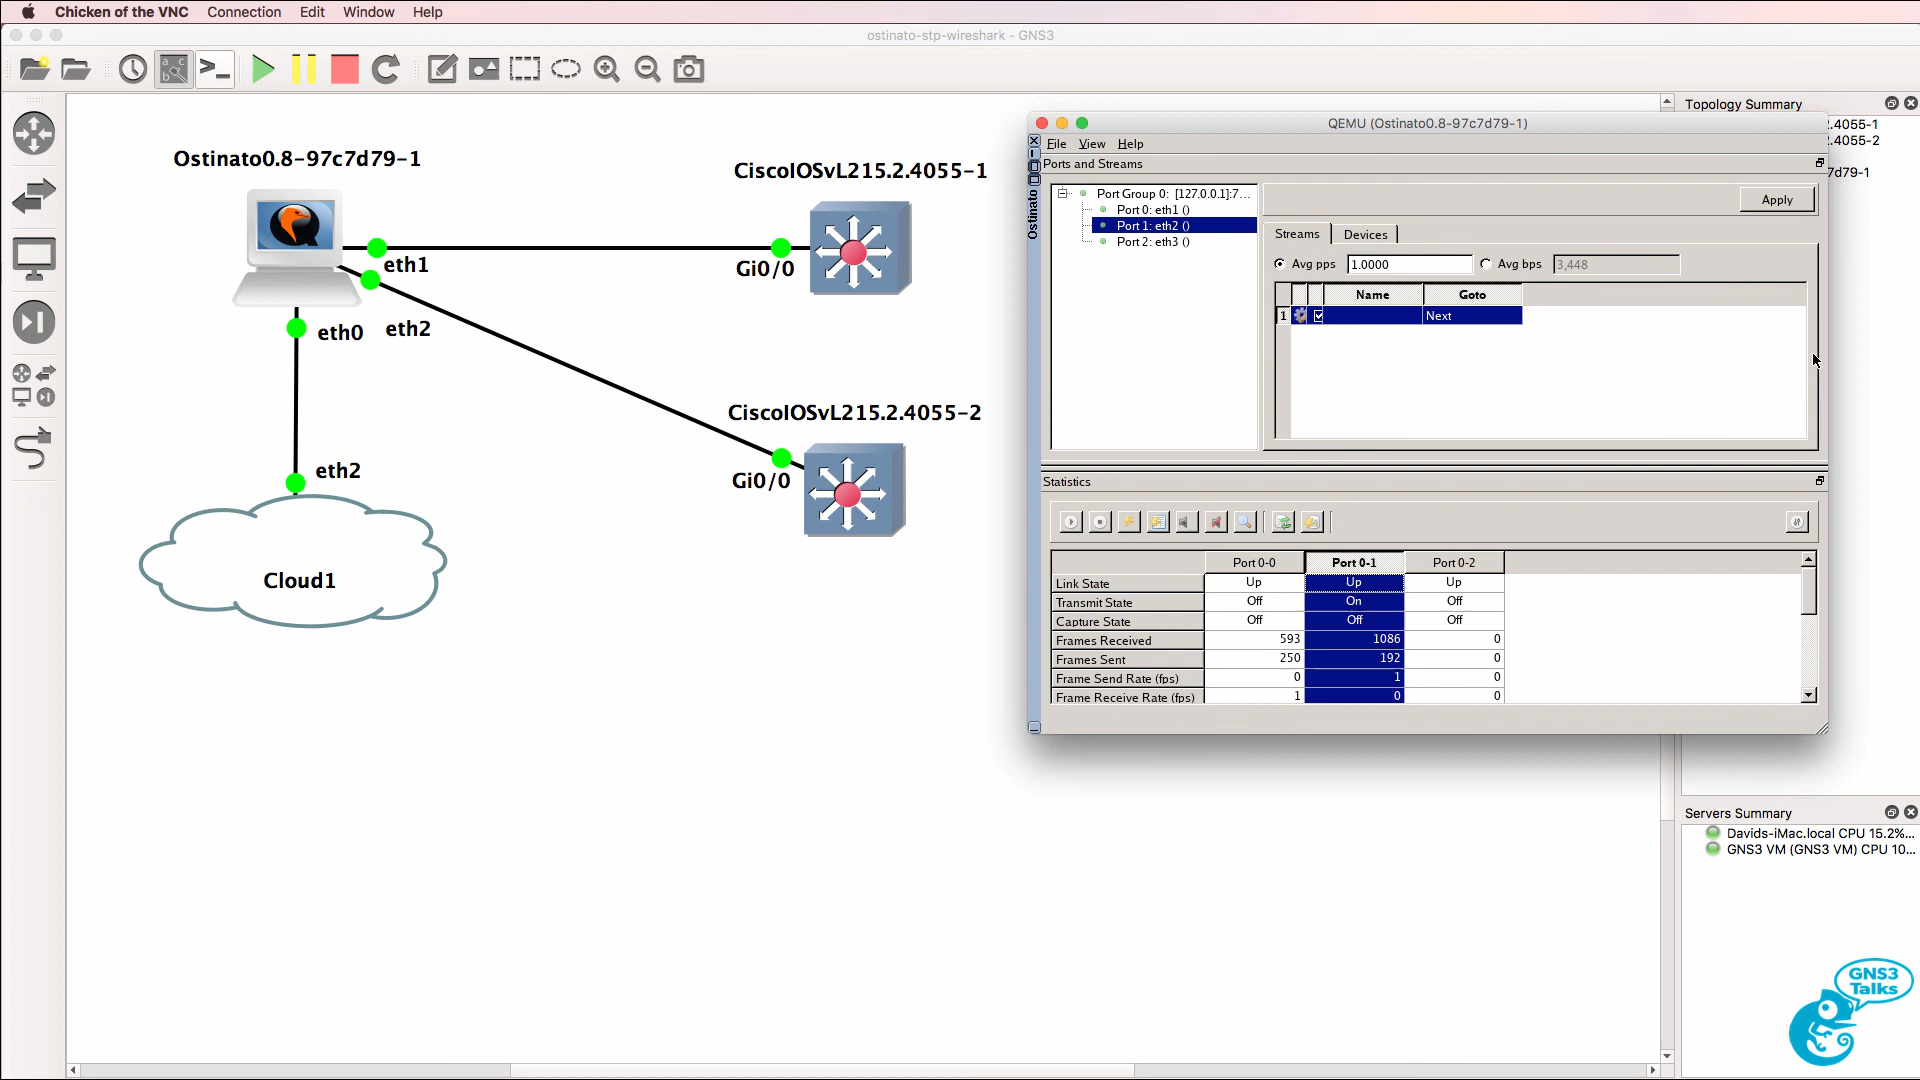 Chicken of the VNC Connection Edit Window Help
ostinato-stp-wireshark - GNS3
Topology Summary
.4055-1
.4055-2
7d79-1
Ostinato0.8-97c7d79-1
eth1
eth0
eth2
eth2
Cloud1
CiscoIOSvL215.2.4055-1
Gi0/0
CiscoIOSvL215.2.4055-2
Gi0/0
QEMU (Ostinato0.8-97c7d79-1)
Ostinato
File View Help
Ports and Streams
Port Group 0: [127.0.0.1]:7...
Port 0: eth1 ()
Port 1: eth2 ()
Port 2: eth3 ()
Apply
Streams Devices
Avg pps 1.0000 Avg bps 3,448
Name Goto
1 Next
Statistics
Port 0-0 Port 0-1 Port 0-2
Link State Up Up Up
Transmit State Off On Off
Capture State Off Off Off
Frames Received 593 1086 0
Frames Sent 250 192 0
Frame Send Rate (fps) 0 1 0
Frame Receive Rate (fps) 1 0 0
Servers Summary
Davids-iMac.local CPU 15.2%...
GNS3 VM (GNS3 VM) CPU 10...
GNS3
Talks